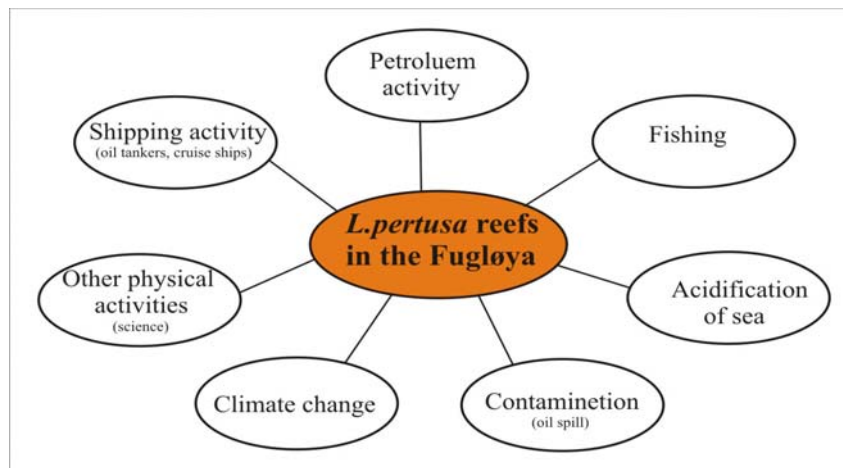 Petroluem
activity
Shipping activity
(oil tankers, cruise ships)
Fishing
L.pertusa reefs
in the Fugløya
Other physical
activities
(science)
Acidification
of sea
Climate change
Contaminetion
(oil spill)